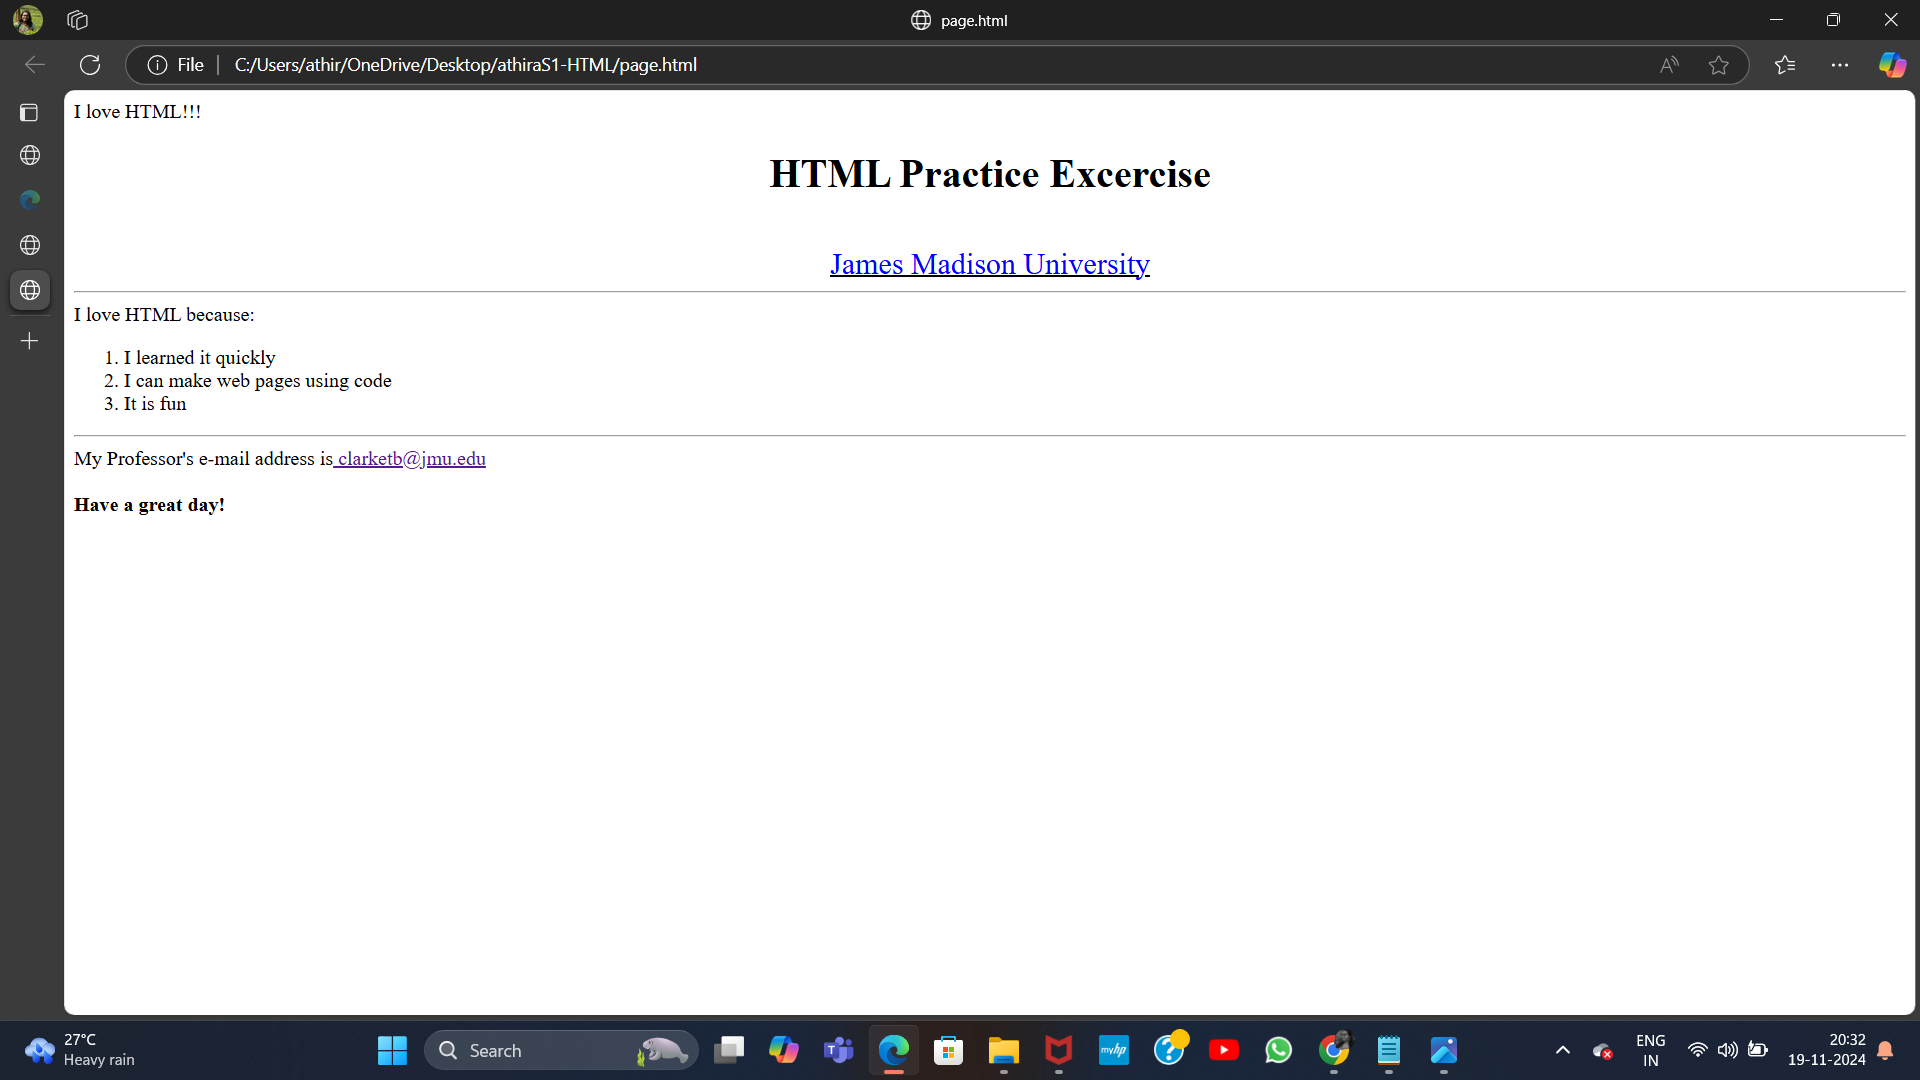 page.html
File
C:/Users/athir/OneDrive/Desktop/athiraS1-HTML/page.html
I love HTML!!!
HTML Practice Excercise
James Madison University
I love HTML because:
1. I learned it quickly
2. I can make web pages using code
3. It is fun
My Professor's e-mail address is clarketb@jmu.edu
Have a great day!
27°C
Heavy rain
Search
myhp
ENG
IN
20:32
19-11-2024